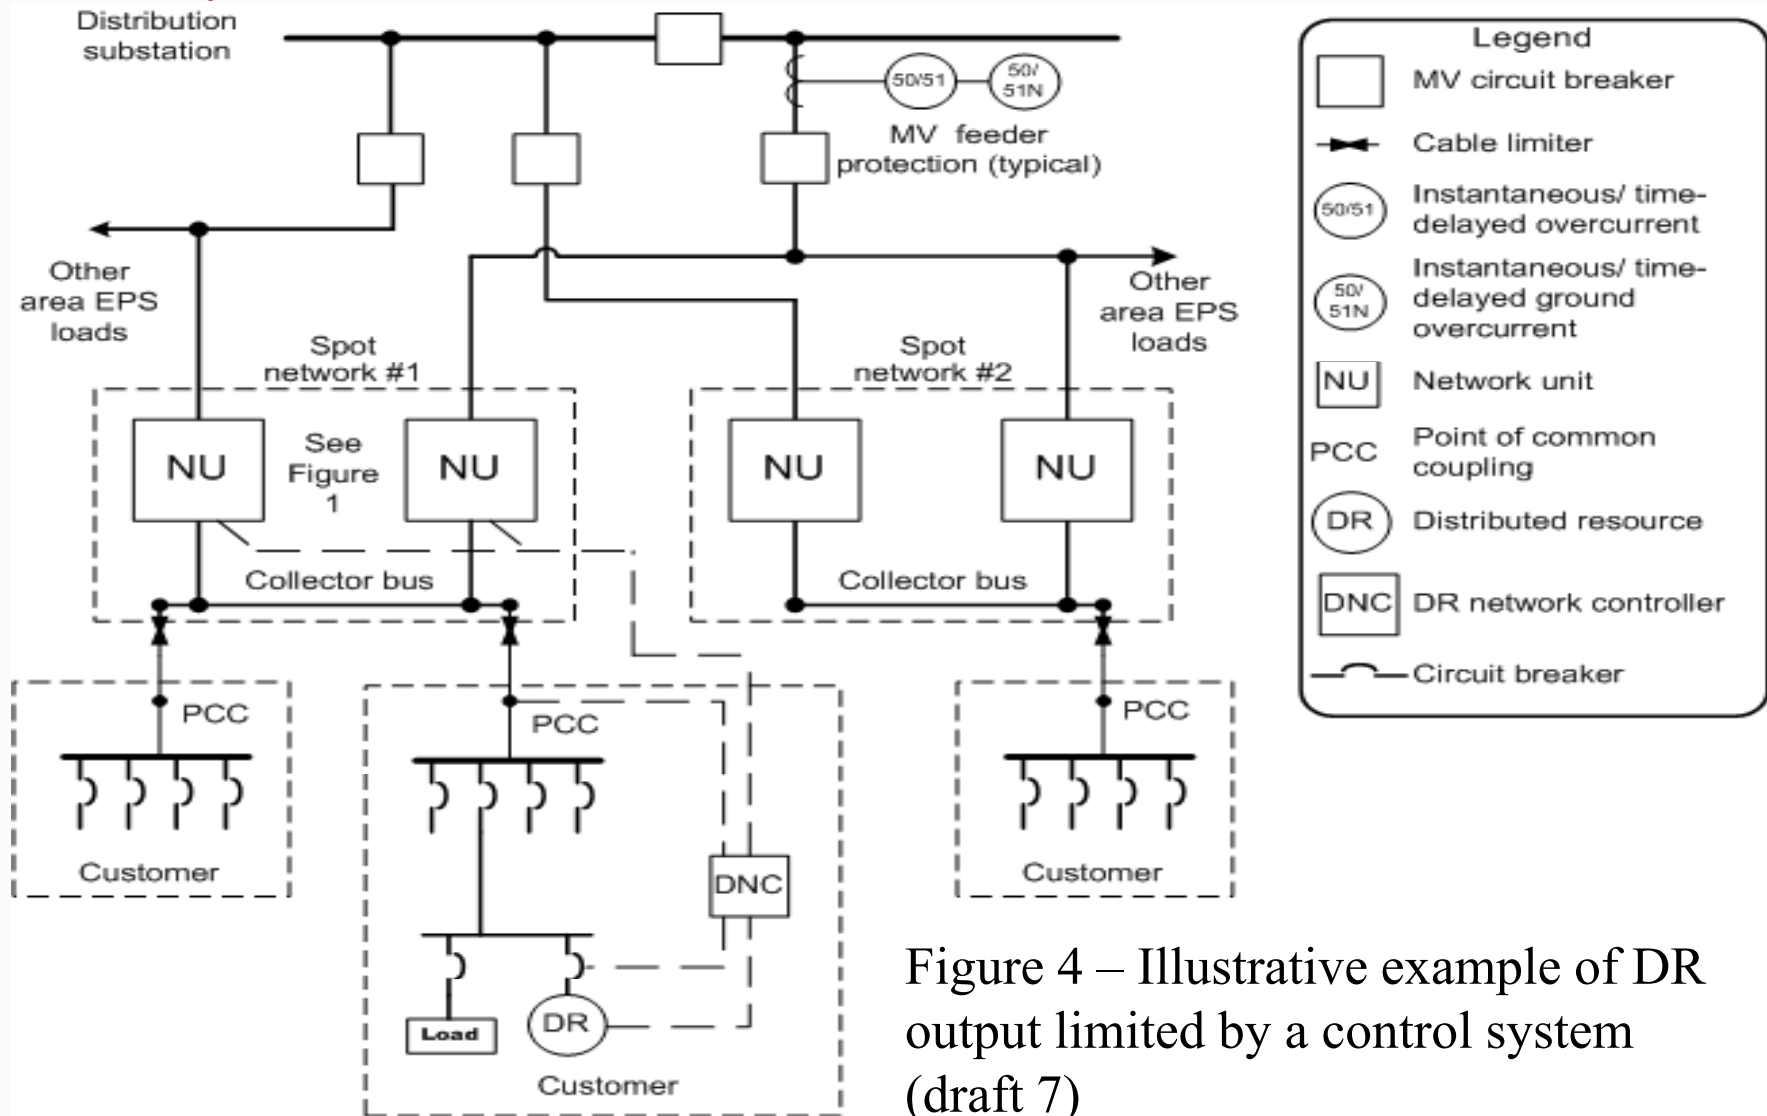 Distribution
substation
50/51
50/
51N
MV feeder
protection (typical)
Other
area EPS
loads
Other
area EPS
loads
Spot
network #1
Spot
network #2
NU
See
Figure
1
NU
NU
NU
Collector bus
Collector bus
PCC
PCC
PCC
Customer
Customer
DNC
Load
DR
Customer
Legend
MV circuit breaker
Cable limiter
50/51
Instantaneous/ time-
delayed overcurrent
50/
51N
Instantaneous/ time-
delayed ground
overcurrent
NU
Network unit
PCC
Point of common
coupling
DR
Distributed resource
DNC
DR network controller
Circuit breaker
Figure 4 – Illustrative example of DR
output limited by a control system
(draft 7)